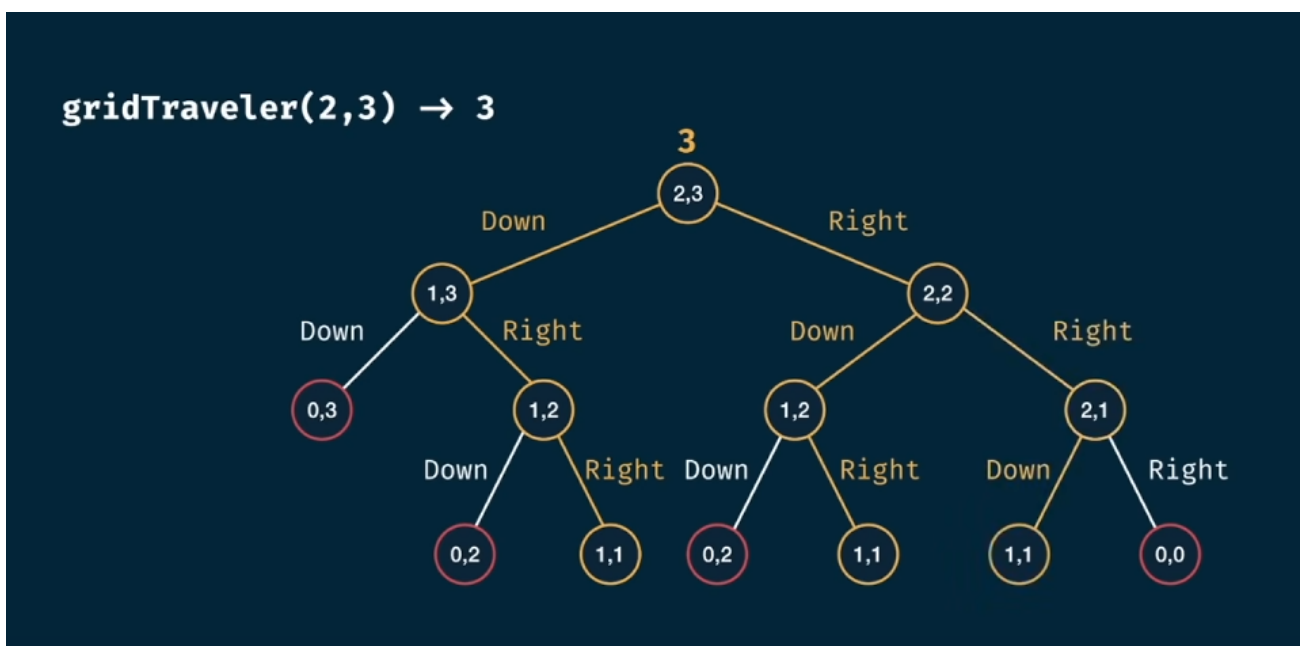 gridTraveler(2,3) → 3
3
2,3
Down Right
1,3 2,2
Down Right Down Right
0,3 1,2 1,2 2,1
Down Right Down Right Down Right
0,2 1,1 0,2 1,1 1,1 0,0